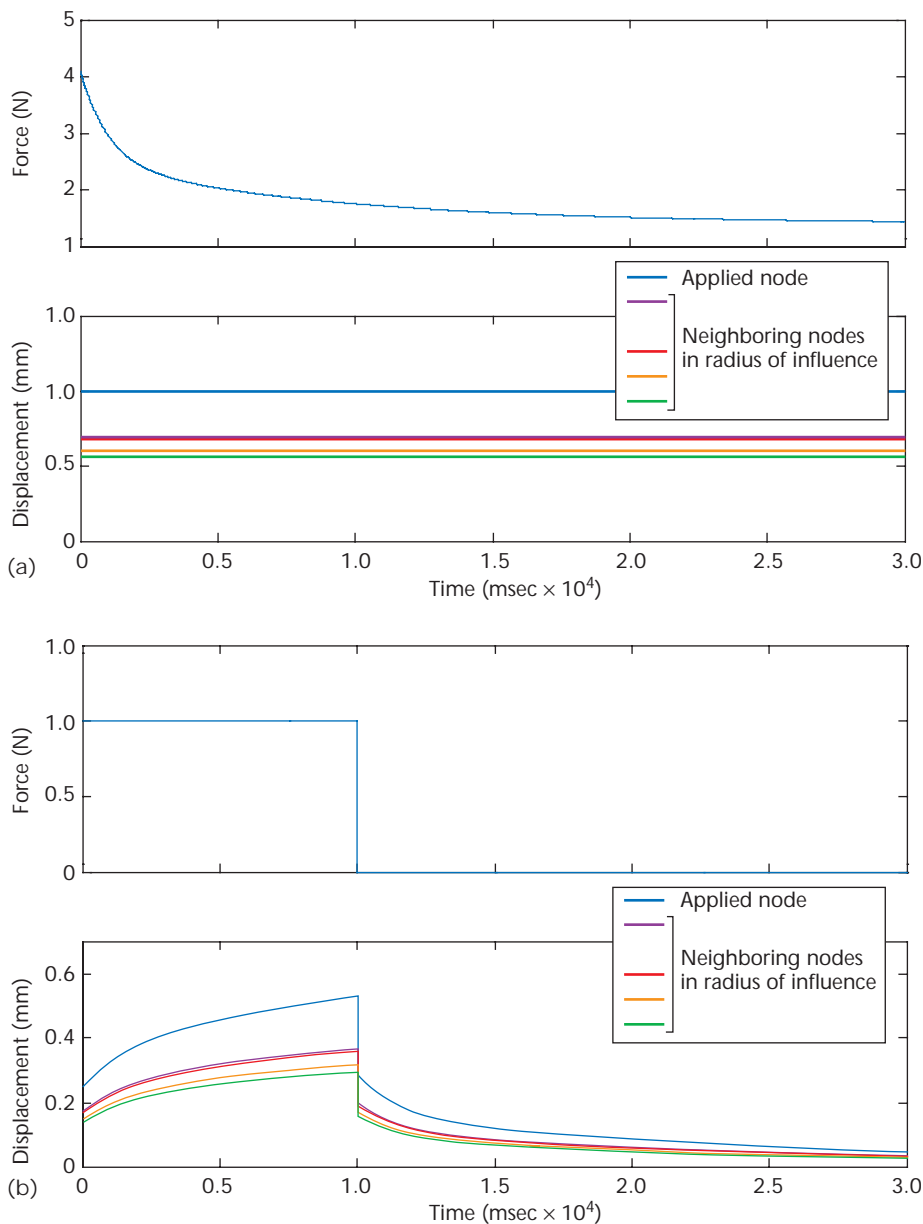 5
4
3
2
1
Force (N)
Applied node
Neighboring nodes
in radius of influence
1.0
1.0
0.5
0
Displacement (mm)
(a)
0 0.5 1.0 1.5 2.0 2.5 3.0
Time (msec × 10⁴)
1.0
1.0
0.5
0
Force (N)
Applied node
Neighboring nodes
in radius of influence
0.6
0.4
0.2
0
Displacement (mm)
(b)
0 0.5 1.0 1.5 2.0 2.5 3.0
Time (msec × 10⁴)